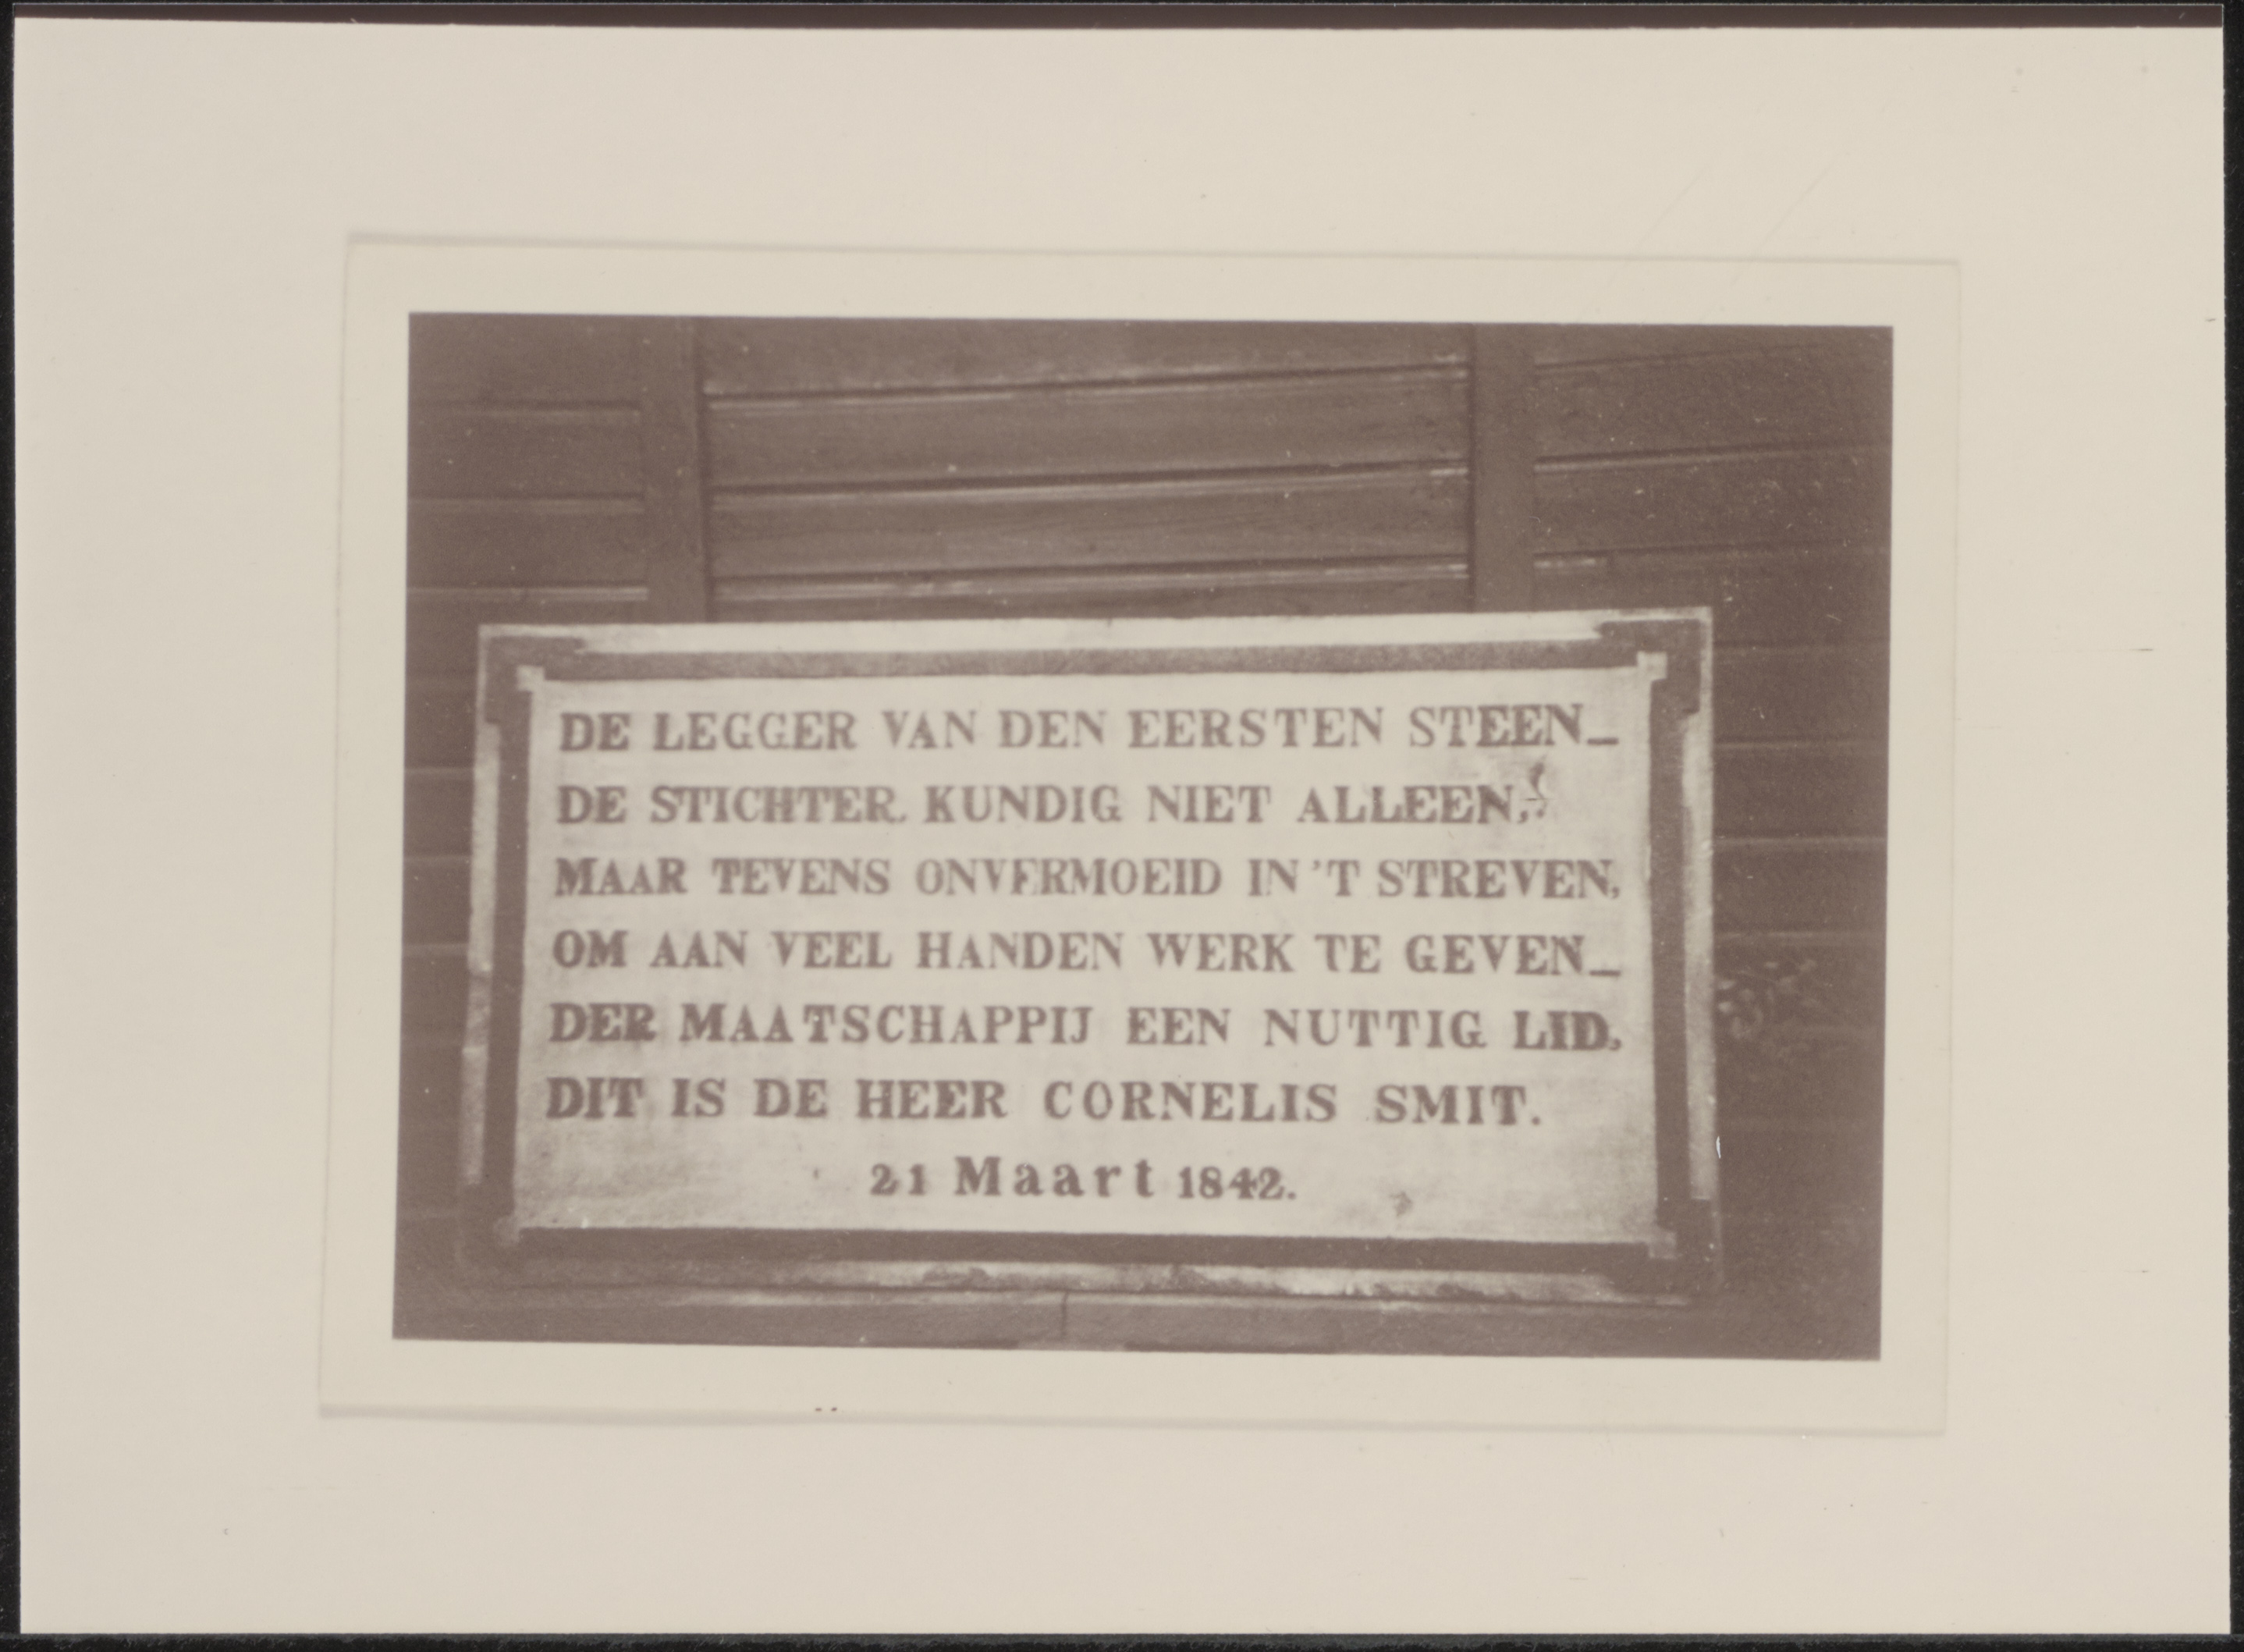 DE LEGGER VAN DEN EERSTEN STEEN_
DE STICHTER, KUNDIG NIET ALLEEN,
MAAR TEVENS ONVERMOEID IN 'T STREVEN,
OM AAN VEEL HANDEN WERK TE GEVEN_
DER MAATSCHAPPIJ EEN NUTTIG LID,
DIT IS DE HEER CORNELIS SMIT.
21 Maart 1842.